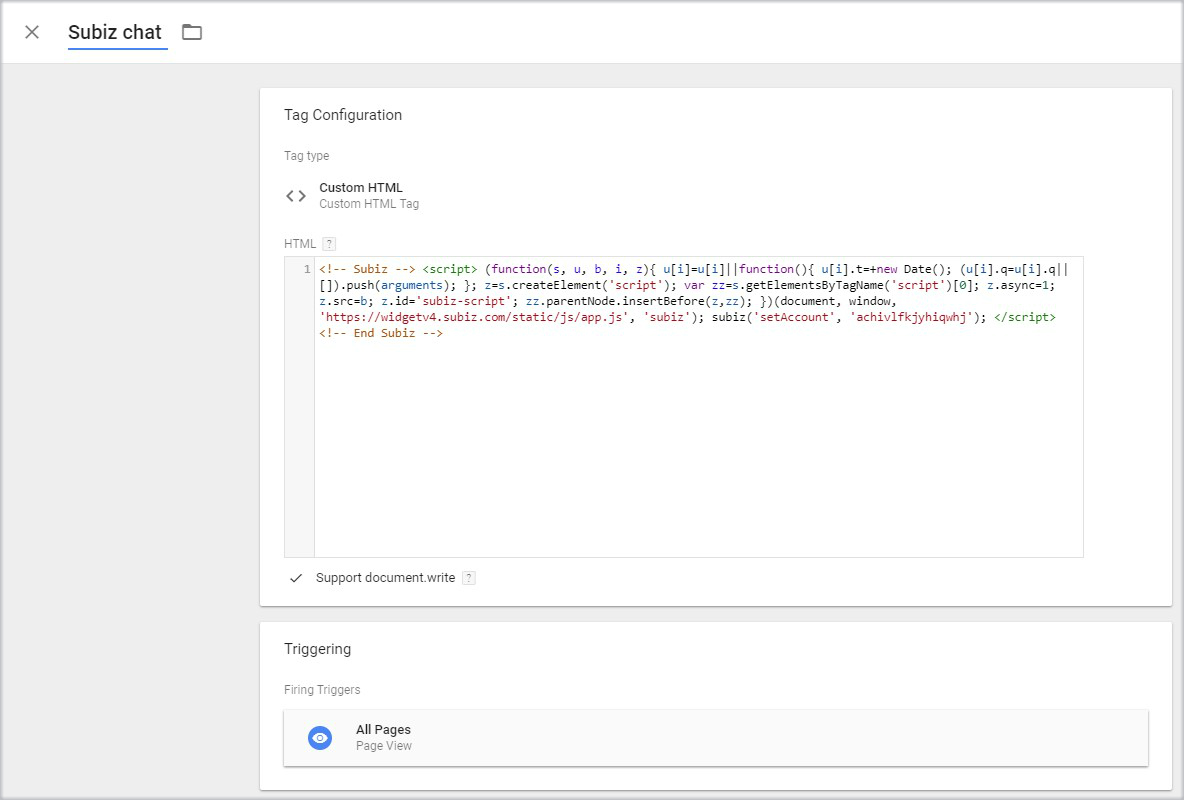 Subiz chat
Tag Configuration
Tag type
Custom HTML
Custom HTML Tag
HTML ?
1 <!-- Subiz --> <script> (function(s, u, b, i, z){ u[i]=u[i]||function(){ u[i].t=+new Date(); (u[i].q=u[i].q||
[]).push(arguments); }; z=s.createElement('script'); var zz=s.getElementsByTagName('script')[0]; z.async=1;
z.src=b; z.id='subiz-script'; zz.parentNode.insertBefore(z,zz); })(document, window,
'https://widgetv4.subiz.com/static/js/app.js', 'subiz'); subiz('setAccount', 'achivlfkjyhiqwhj'); </script>
<!-- End Subiz -->
Support document.write ?
Triggering
Firing Triggers
All Pages
Page View